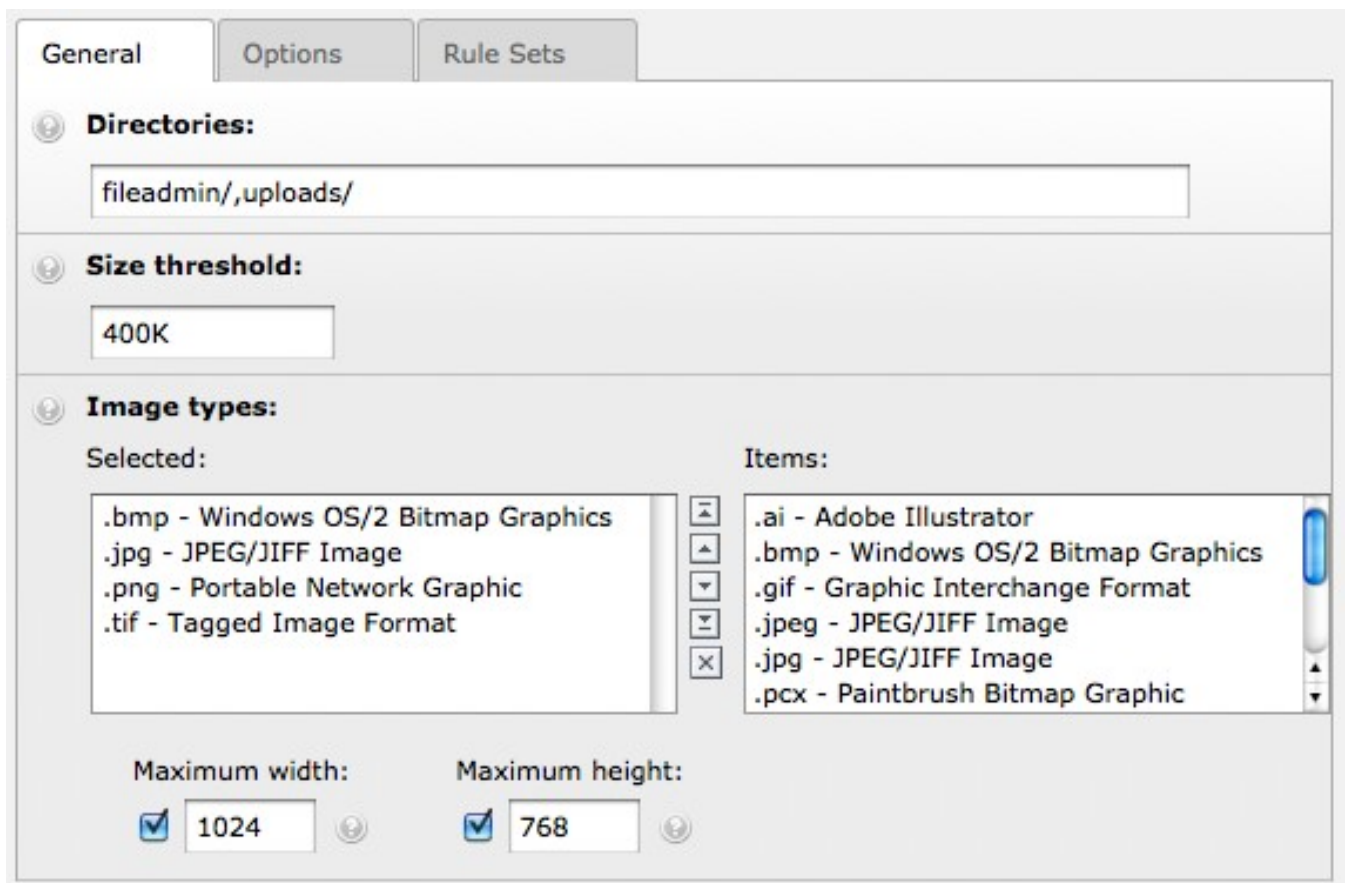 General Options Rule Sets
Directories:
fileadmin/,uploads/
Size threshold:
400K
Image types:
Selected: Items:
.bmp - Windows OS/2 Bitmap Graphics
.jpg - JPEG/JIFF Image
.png - Portable Network Graphic
.tif - Tagged Image Format
.ai - Adobe Illustrator
.bmp - Windows OS/2 Bitmap Graphics
.gif - Graphic Interchange Format
.jpeg - JPEG/JIFF Image
.jpg - JPEG/JIFF Image
.pcx - Paintbrush Bitmap Graphic
Maximum width: Maximum height:
1024 768